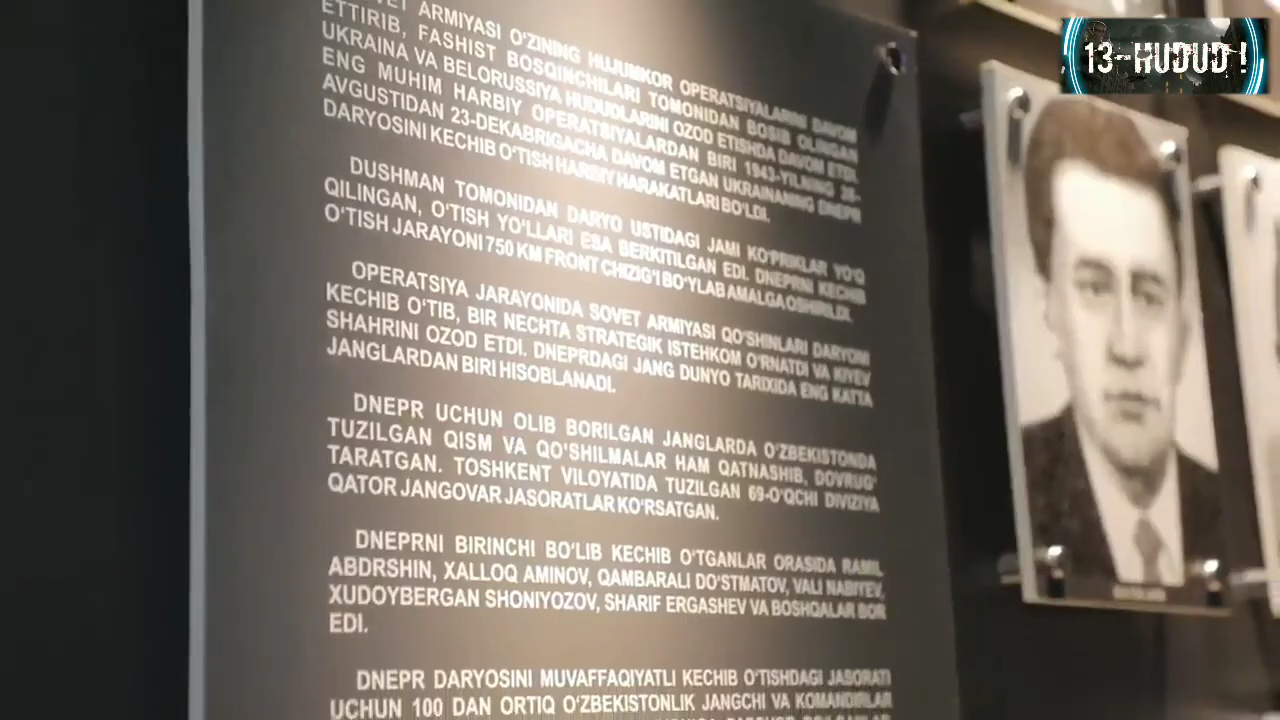 SOVET ARMIYASI O‘ZINING HUJUMKOR OPERATSIYALARINI DAVOM
ETTIRIB, FASHIST BOSQINCHILARI TOMONIDAN BOSIB OLINGAN
UKRAINA VA BELORUSSIYA HUDUDLARINI OZOD ETISHDA DAVOM ETDI.
ENG MUHIM HARBIY OPERATSIYALARDAN BIRI 1943-YILNING 26-
AVGUSTIDAN 23-DEKABRIGACHA DAVOM ETGAN UKRAINANING DNEPR
DARYOSINI KECHIB O‘TISH HARBIY HARAKATLARI BO‘LDI.
DUSHMAN TOMONIDAN DARYO USTIDAGI JAMI KO‘PRIKLAR YO‘Q
QILINGAN, O‘TISH YO‘LLARI ESA BERKITILGAN EDI. DNEPRNI KECHIB
O‘TISH JARAYONI 750 KM FRONT CHIZIG‘I BO‘YLAB AMALGA OSHIRILDI.
OPERATSIYA JARAYONIDA SOVET ARMIYASI QO‘SHINLARI DARYONI
KECHIB O‘TIB, BIR NECHTA STRATEGIK ISTEHKOM O‘RNATDI VA KIYEV
SHAHRINI OZOD ETDI. DNEPRDAGI JANG DUNYO TARIXIDA ENG KATTA
JANGLARDAN BIRI HISOBLANADI.
DNEPR UCHUN OLIB BORILGAN JANGLARDA O‘ZBEKISTONDA
TUZILGAN QISM VA QO‘SHILMALAR HAM QATNASHIB, DOVRUG‘
TARATGAN. TOSHKENT VILOYATIDA TUZILGAN 69-O‘QCHI DIVIZIYA
QATOR JANGOVAR JASORATLAR KO‘RSATGAN.
DNEPRNI BIRINCHI BO‘LIB KECHIB O‘TGANLAR ORASIDA RAMIL
ABDRSHIN, XALLOQ AMINOV, QAMBARALI DO‘STMATOV, VALI NABIYEV,
XUDOYBERGAN SHONIYOZOV, SHARIF ERGASHEV VA BOSHQALAR BOR
EDI.
DNEPR DARYOSINI MUVAFFAQIYATLI KECHIB O‘TISHDAGI JASORATI
UCHUN 100 DAN ORTIQ O‘ZBEKISTONLIK JANGCHI VA KOMANDIRLAR
13-HUDUD !